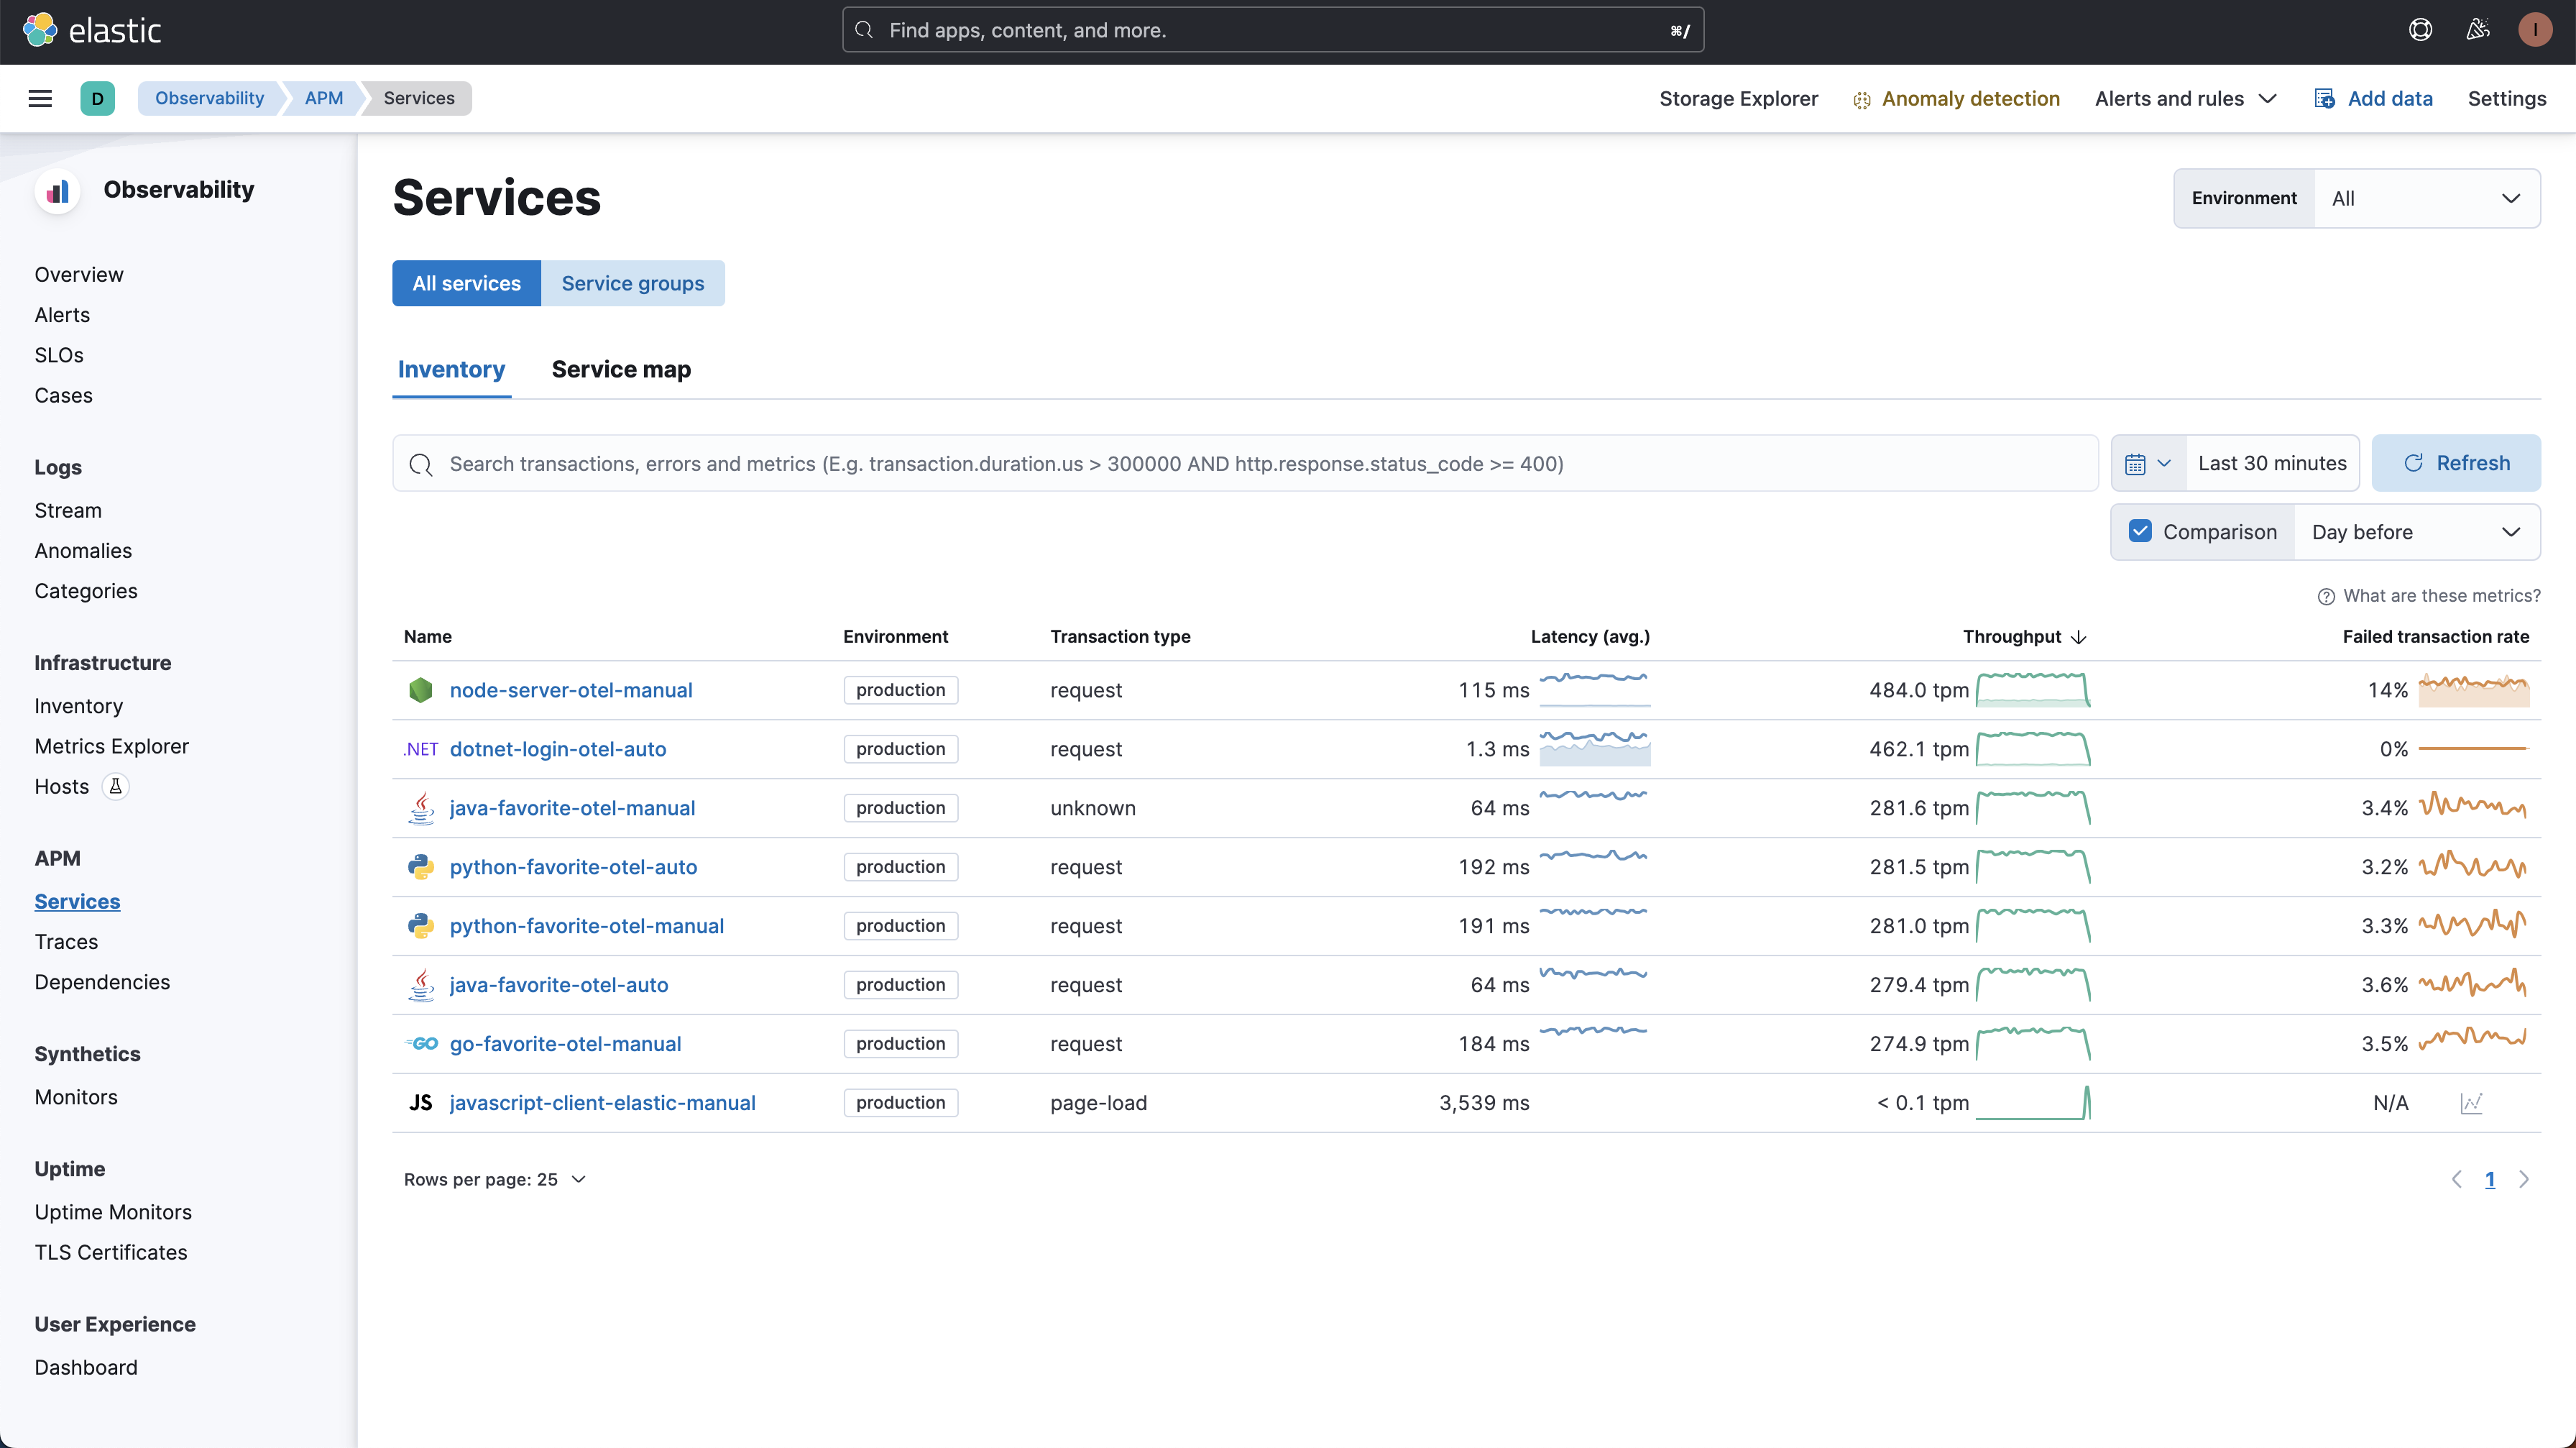 elastic
Find apps, content, and more.
⌘/
I
D
Observability
APM
Services
Storage Explorer
Anomaly detection
Alerts and rules
Add data
Settings
Observability
Overview
Alerts
SLOs
Cases
Logs
Stream
Anomalies
Categories
Infrastructure
Inventory
Metrics Explorer
Hosts
APM
Services
Traces
Dependencies
Synthetics
Monitors
Uptime
Uptime Monitors
TLS Certificates
User Experience
Dashboard
Services
Environment All
All services Service groups
Inventory Service map
Search transactions, errors and metrics (E.g. transaction.duration.us > 300000 AND http.response.status_code >= 400)
Last 30 minutes
Refresh
Comparison Day before
What are these metrics?
Name Environment Transaction type Latency (avg.) Throughput Failed transaction rate
node-server-otel-manual production request 115 ms 484.0 tpm 14%
.NET dotnet-login-otel-auto production request 1.3 ms 462.1 tpm 0%
java-favorite-otel-manual production unknown 64 ms 281.6 tpm 3.4%
python-favorite-otel-auto production request 192 ms 281.5 tpm 3.2%
python-favorite-otel-manual production request 191 ms 281.0 tpm 3.3%
java-favorite-otel-auto production request 64 ms 279.4 tpm 3.6%
GO go-favorite-otel-manual production request 184 ms 274.9 tpm 3.5%
JS javascript-client-elastic-manual production page-load 3,539 ms < 0.1 tpm N/A
Rows per page: 25
1